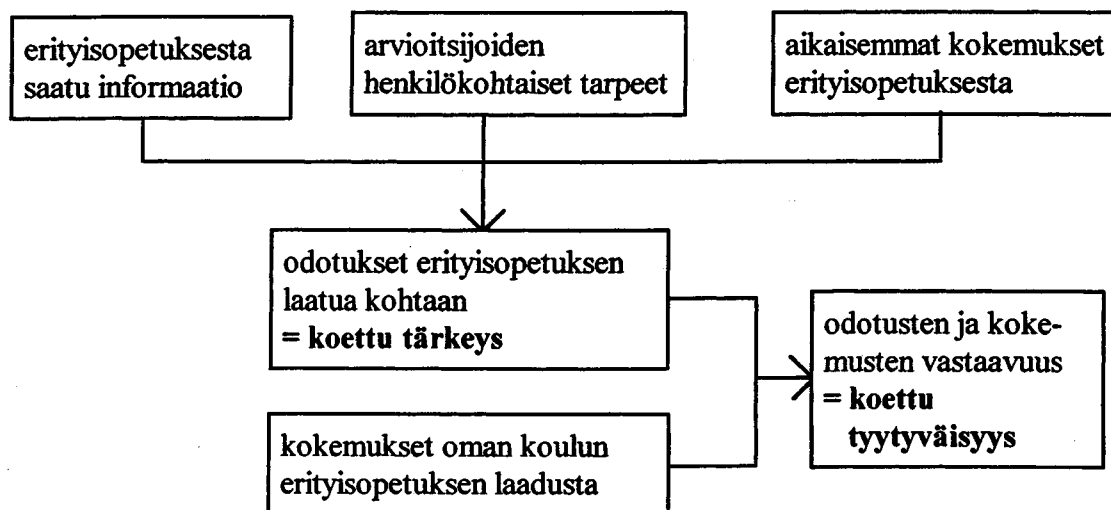 erityisopetuksesta
saatu informaatio
arvioitsijoiden
henkilökohtaiset tarpeet
aikaisemmat kokemukset
erityisopetuksesta
odotukset erityisopetuksen
laatua kohtaan
= koettu tärkeys
odotusten ja koke-
musten vastaavuus
= koettu
tyytyväisyys
kokemukset oman koulun
erityisopetuksen laadusta